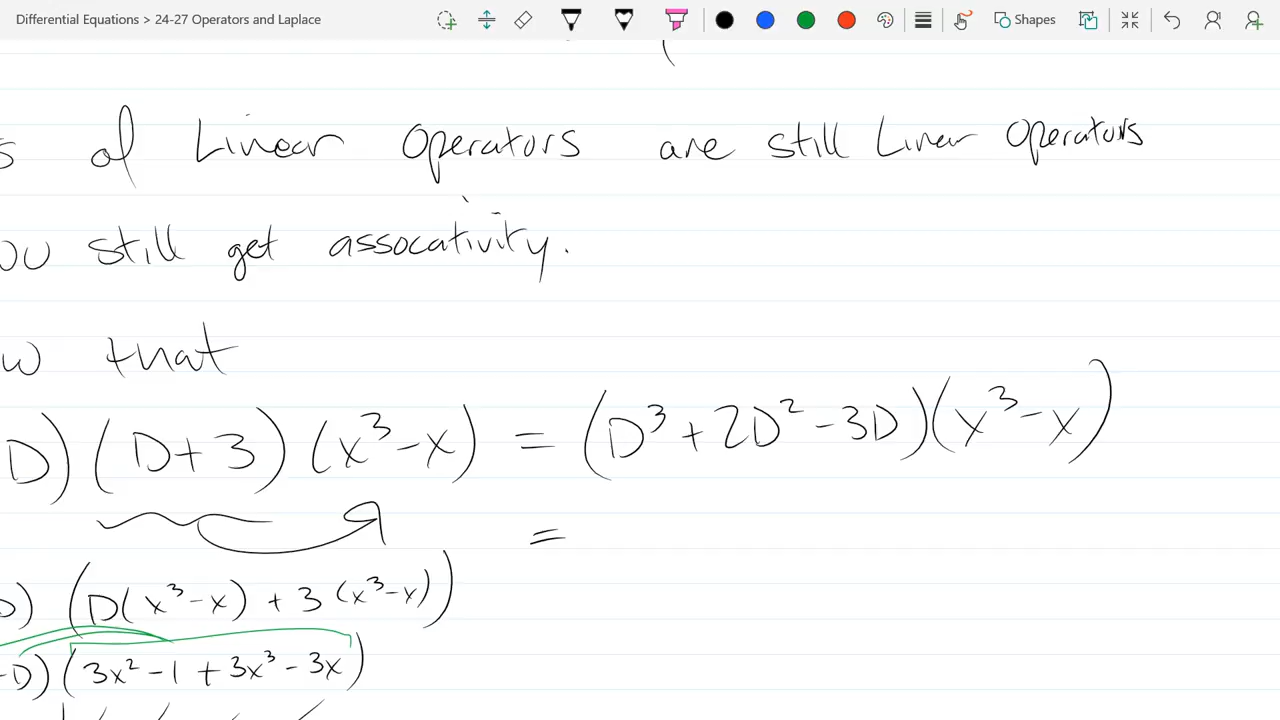 Differential Equations > 24-27 Operators and Laplace
Shapes
s of Linear Operators are still Linear Operators
ou still get assocativity.
w that
D)(D+3)(x³-x) = (D³+2D²-3D)(x³-x)
=
D) (D(x³-x) + 3(x³-x))
-D)(3x²-1+3x³-3x)